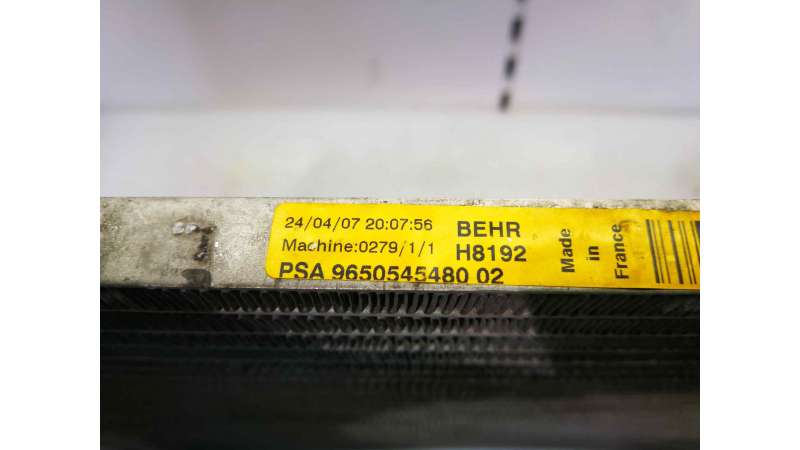 24/04/07 20:07:56 BEHR
Machine:0279/1/1 H8192
PSA 9650545480 02
Made
in
France